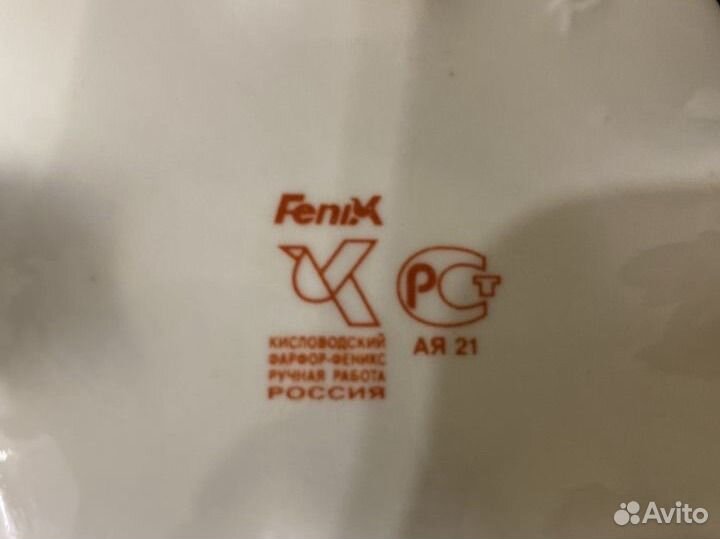 Fenix
КИСЛОВОДСКИЙ
ФАРФОР-ФЕНИКС
РУЧНАЯ РАБОТА
РОССИЯ
РСТ
АЯ 21
Avito